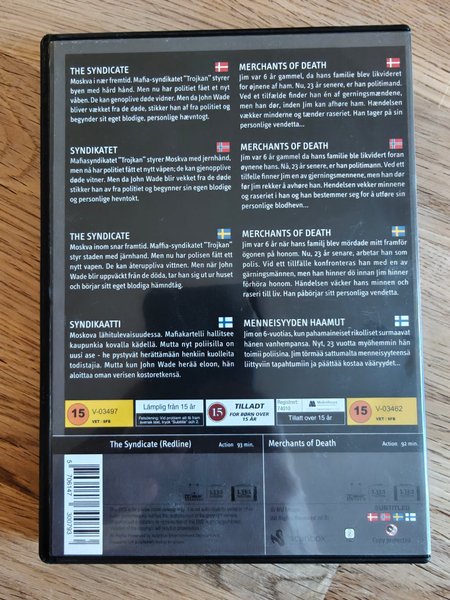 THE SYNDICATE
Moskva i nær fremtid. Mafia-syndikatet "Trojkan" styrer
byen med hård hånd. Men nu har politiet fået et nyt
våben. De kan genoplive døde vidner. Men da John Wade
bliver vækket fra de døde, stikker han af fra politiet og
begynder sit eget blodige, personlige hævntogt.
SYNDIKATET
Mafiasyndikatet "Trojkan" styrer Moskva med jernhånd,
men nå har politiet fått et nytt våpen; de kan gjenopplive
døde vitner. Men da John Wade blir vekket fra de døde
stikker han av fra politiet og begynner sin egen blodige
og personlige hevntokt.
THE SYNDICATE
Moskva inom snar framtid. Maffia-syndikatet "Trojkan"
styr staden med järnhand. Men nu har polisen fått ett
nytt vapen. De kan återuppliva vittnen. Men när John
Wade blir uppväckt från de döda, tar han sig ut ur huset
och börjar sitt eget blodiga hämndtåg.
SYNDIKAATTI
Moskova lähitulevaisuudessa. Mafiakartelli hallitsee
kaupunkia kovalla kädellä. Mutta nyt poliisilla on
uusi ase - he pystyvät herättämään henkiin kuolleita
todistajia. Mutta kun John Wade herää eloon, hän
aloittaa oman verisen kostoretkensä.
MERCHANTS OF DEATH
Jim var 6 år gammel, da hans familie blev likvideret
for øjnene af ham. Nu, 23 år senere, er han politimand.
Ved et tilfælde finder han én af gerningsmændene,
men han dør, inden Jim kan afhøre ham. Hændelsen
vækker minderne og tænder raseriet. Han tager på sin
personlige vendetta...
MERCHANTS OF DEATH
Jim var 6 år gammel da hans familie ble likvidert foran
øynene hans. Nå, 23 år senere, er han politimann. Ved ett
tilfelle finner Jim en av gjerningsmennene, men han dør
før Jim rekker å avhøre han. Hendelsen vekker minnene
og raseriet i han og han bestemmer seg for å utføre sin
personlige blodhevn...
MERCHANTS OF DEATH
Jim var 6 år när hans familj blev mördade mitt framför
ögonen på honom. Nu, 23 år senare, arbetar han som
polis. Vid ett tillfälle konfronteras han med en av
gärningsmännen, men han hinner dö innan Jim hinner
förhöra honom. Händelsen väcker hans minnen och
raseri till liv. Han påbörjar sitt personliga vendetta.
MENNEISYYDEN HAAMUT
Jim on 6-vuotias, kun pahamaineiset rikolliset surmaavat
hänen vanhempansa. Nyt, 23 vuotta myöhemmin hän
toimii poliisina. Jim törmää sattumalta menneisyyteensä
liittyviin tapahtumiin ja päättää kostaa vääryydet...
15
V-03497
VET - SFB
Lämplig från 15 år
15
TILLADT
FOR BØRN OVER
15 ÅR
Registrert:
74010
Tillatt over 15 år
15
V-03462
VET - SFB
The Syndicate (Redline)
Action 93 min.
Merchants of Death
Action 92 min.
5 706147 300793
SUBTITLES
scanbox
Copy protected